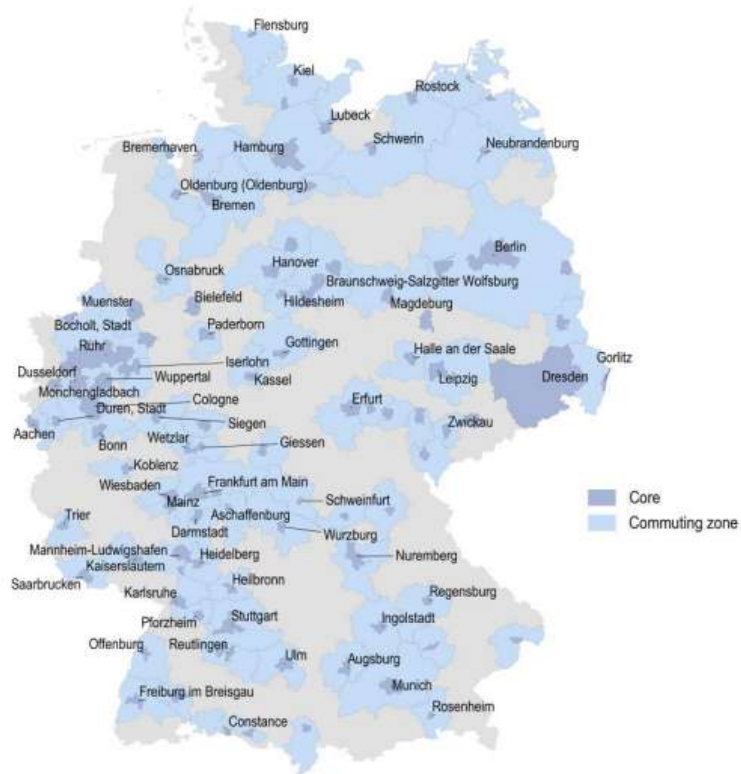 Flensburg
Kiel
Rostock
Lubeck
Schwerin
Neubrandenburg
Bremerhaven
Hamburg
Oldenburg (Oldenburg)
Bremen
Berlin
Hanover
Osnabruck
Braunschweig-Salzgitter Wolfsburg
Muenster
Bielefeld
Hildesheim
Magdeburg
Bocholt, Stadt
Paderborn
Ruhr
Gottingen
Iserlohn
Halle an der Saale
Gorlitz
Dusseldorf
Wuppertal
Kassel
Leipzig
Dresden
Monchengladbach
Cologne
Duren, Stadt
Erfurt
Siegen
Zwickau
Aachen
Bonn
Wetzlar
Giessen
Koblenz
Wiesbaden
Frankfurt am Main
Mainz
Schweinfurt
Core
Trier
Aschaffenburg
Commuting zone
Darmstadt
Wurzburg
Mannheim-Ludwigshafen
Heidelberg
Nuremberg
Kaiserslautern
Saarbrucken
Heilbronn
Karlsruhe
Regensburg
Pforzheim
Stuttgart
Ingolstadt
Offenburg
Reutlingen
Ulm
Augsburg
Munich
Freiburg im Breisgau
Rosenheim
Constance